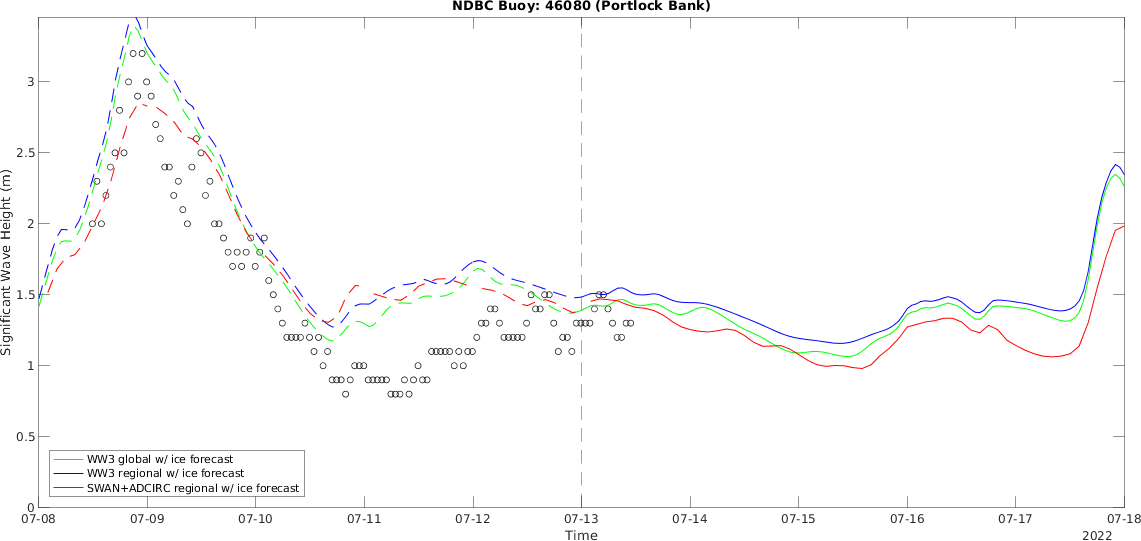 NDBC Buoy: 46080 (Portlock Bank)
3
2.5
2
1.5
1
0.5
0
Significant Wave Height (m)
WW3 global w/ ice forecast
WW3 regional w/ ice forecast
SWAN+ADCIRC regional w/ ice forecast
07-08 07-09 07-10 07-11 07-12 07-13 07-14 07-15 07-16 07-17 07-18
Time
2022